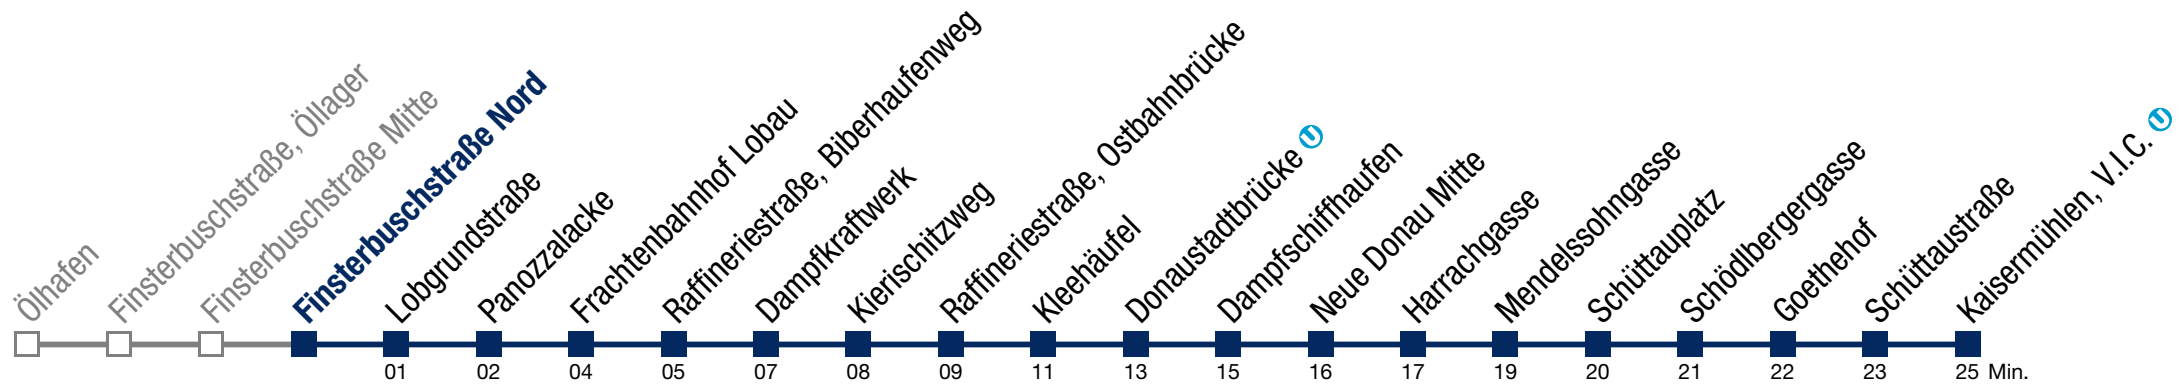 Ölhafen
Finsterbuschstraße, Öllager
Finsterbuschstraße Mitte
Finsterbuschstraße Nord
Lobgrundstraße
Panozzalacke
Frachtenbahnhof Lobau
Raffineriestraße, Biberhaufenweg
Dampfkraftwerk
Kierischitzweg
Raffineriestraße, Ostbahnbrücke
Kleehäufel
Donaustadtbrücke U
Dampfschiffhaufen
Neue Donau Mitte
Harrachgasse
Mendelssohngasse
Schüttauplatz
Schödlbergergasse
Goethehof
Schüttaustraße
Kaisermühlen, V.I.C. U
01 02 04 05 07 08 09 11 13 15 16 17 19 20 21 22 23 25 Min.